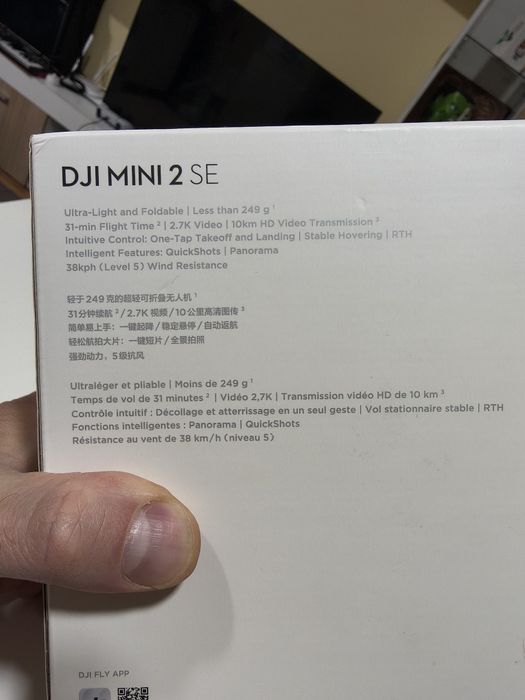 DJI MINI 2 SE
Ultra-Light and Foldable | Less than 249 g ¹
31-min Flight Time ² | 2.7K Video | 10km HD Video Transmission ³
Intuitive Control: One-Tap Takeoff and Landing | Stable Hovering | RTH
Intelligent Features: QuickShots | Panorama
38kph (Level 5) Wind Resistance
轻于 249 克的超轻可折叠无人机 ¹
31分钟续航 ² / 2.7K 视频 / 10 公里高清图传 ³
简单易上手：一键起降 / 稳定悬停 / 自动返航
轻松航拍大片：一键短片 / 全景拍照
强劲动力，5级抗风
Ultraléger et pliable | Moins de 249 g ¹
Temps de vol de 31 minutes ² | Vidéo 2,7K | Transmission vidéo HD de 10 km ³
Contrôle intuitif : Décollage et atterrissage en un seul geste | Vol stationnaire stable | RTH
Fonctions intelligentes : Panorama | QuickShots
Résistance au vent de 38 km/h (niveau 5)
DJI FLY APP